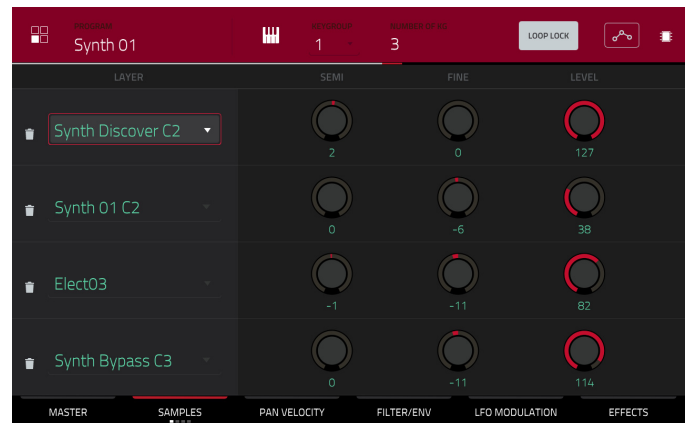 PROGRAM KEYGROUP NUMBER OF KG
Synth 01 1 3 LOOP LOCK
LAYER SEMI FINE LEVEL
Synth Discover C2
2 0 127
Synth 01 C2
0 -6 38
Elect03
-1 -11 82
Synth Bypass C3
0 -11 114
MASTER SAMPLES PAN VELOCITY FILTER/ENV LFO MODULATION EFFECTS